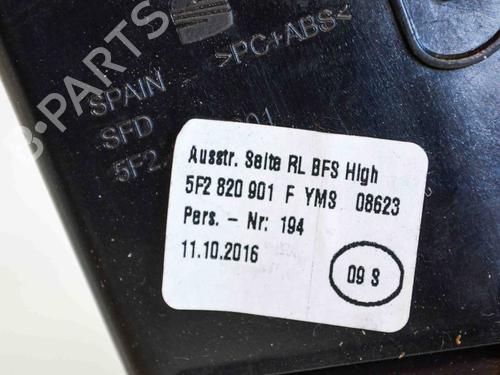 >PC+ABS<
SPAIN
SFD
5F2. 901
Ausstr. Seite RL BFS High
5F2 820 901 F YMS 08623
Pers. - Nr: 194
11.10.2016
09 S
B-PARTS